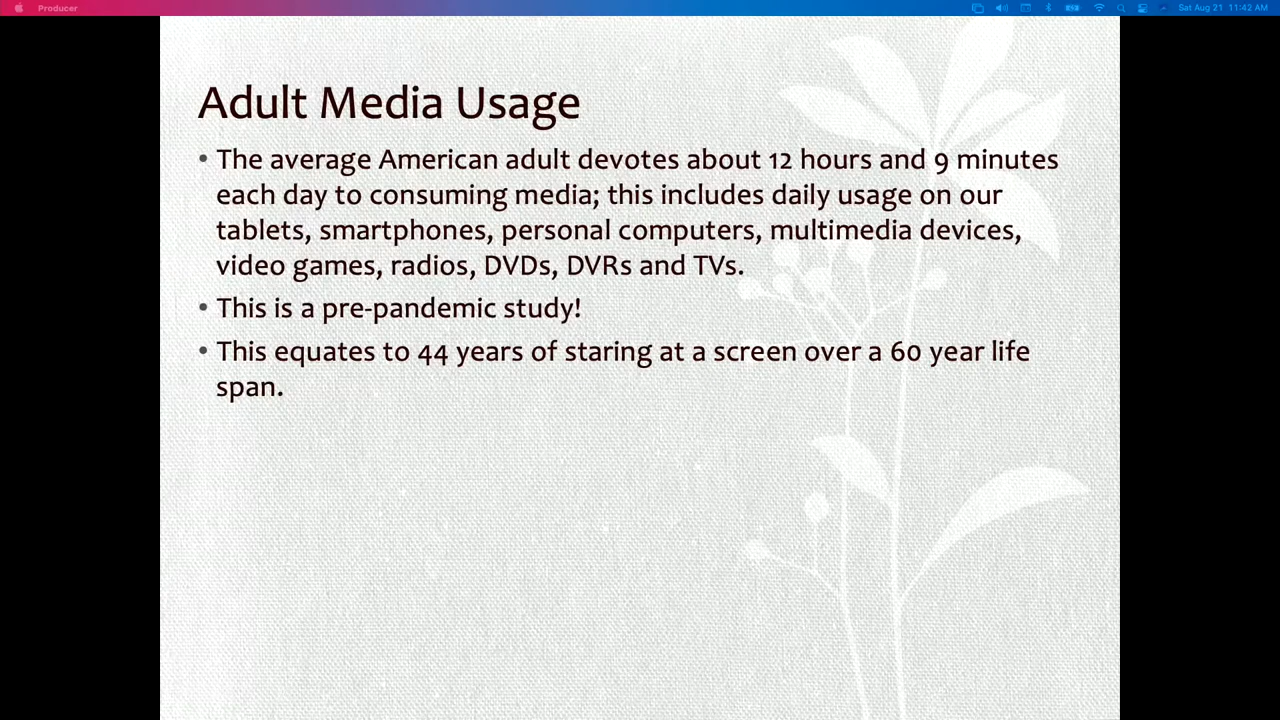 Producer
Sat Aug 21 11:42 AM
Adult Media Usage
• The average American adult devotes about 12 hours and 9 minutes
each day to consuming media; this includes daily usage on our
tablets, smartphones, personal computers, multimedia devices,
video games, radios, DVDs, DVRs and TVs.
• This is a pre-pandemic study!
• This equates to 44 years of staring at a screen over a 60 year life
span.